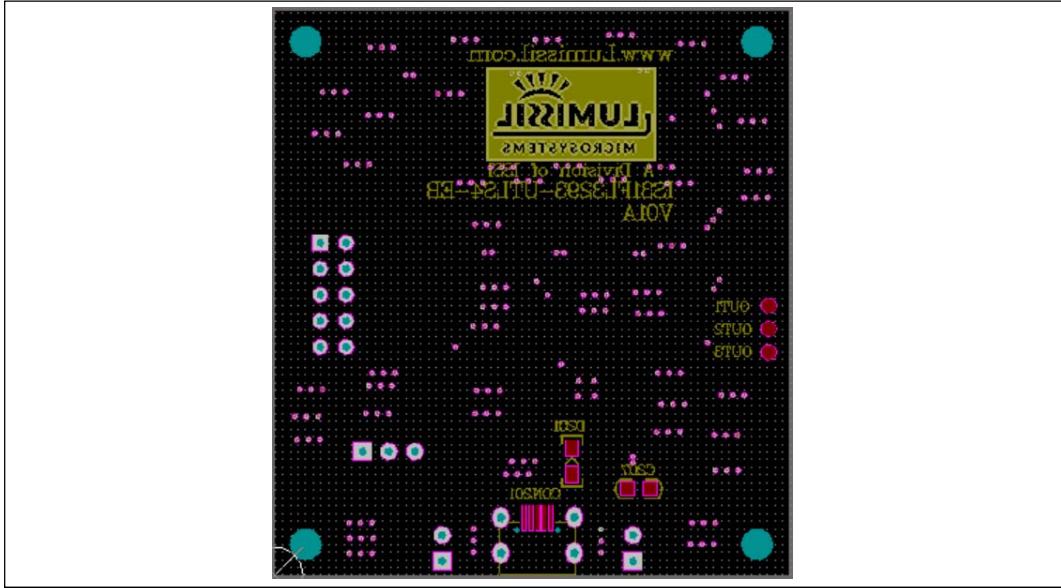 www.Lumissil.com
LUMISSIL
MICROSYSTEMS
A Division of ISSI
IS31FL3293-UTLS4-EB
V01A
OUT1
OUT2
OUT3
D201
C207
CON201